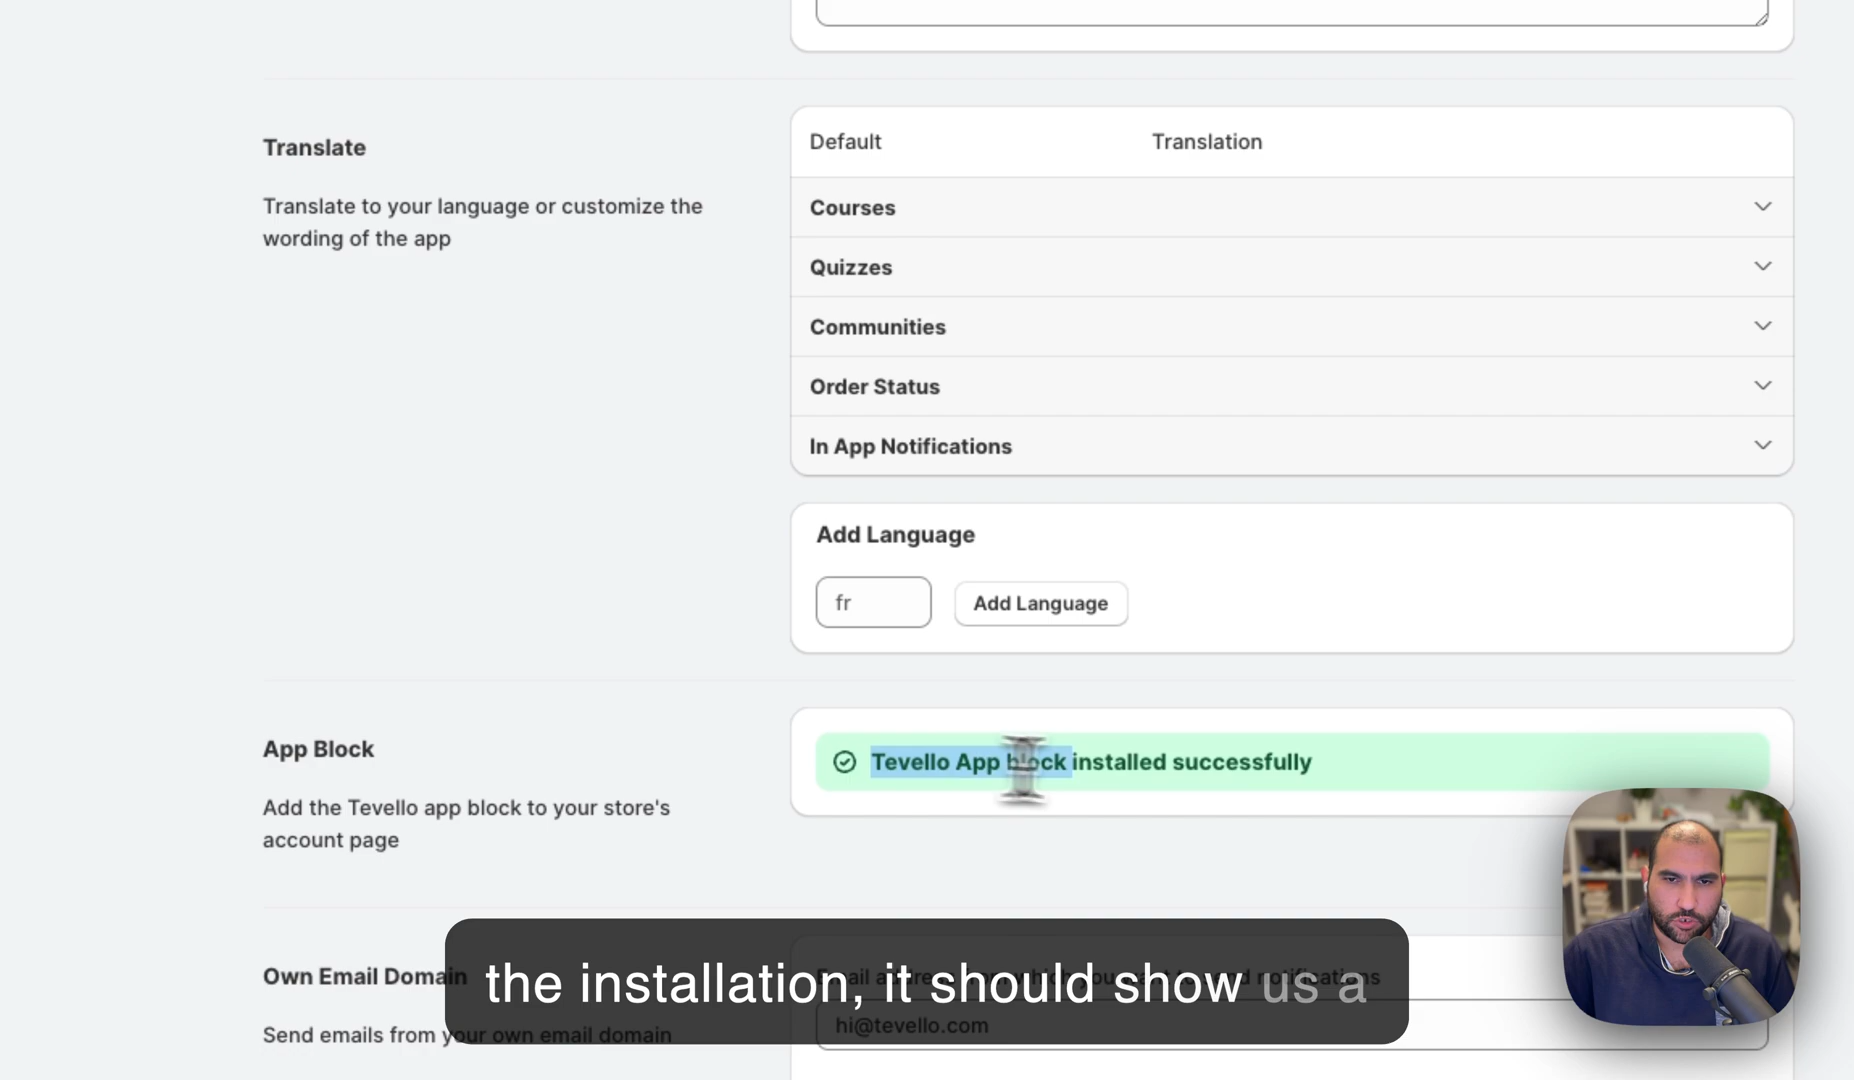 Translate
Translate to your language or customize the
wording of the app
Default Translation
Courses
Quizzes
Communities
Order Status
In App Notifications
Add Language
fr Add Language
App Block
Add the Tevello app block to your store's
account page
Tevello App block installed successfully
Own Email Domain
Send emails from your own email domain
notifications
hi@tevello.com
the installation, it should show us a